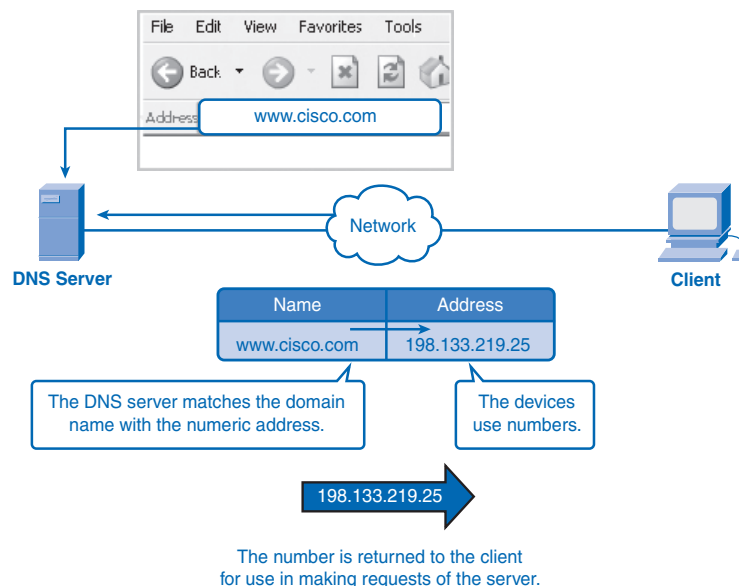 File Edit View Favorites Tools
Back
Address
www.cisco.com
Network
DNS Server
Client
Name Address
www.cisco.com 198.133.219.25
The DNS server matches the domain
name with the numeric address.
The devices
use numbers.
198.133.219.25
The number is returned to the client
for use in making requests of the server.